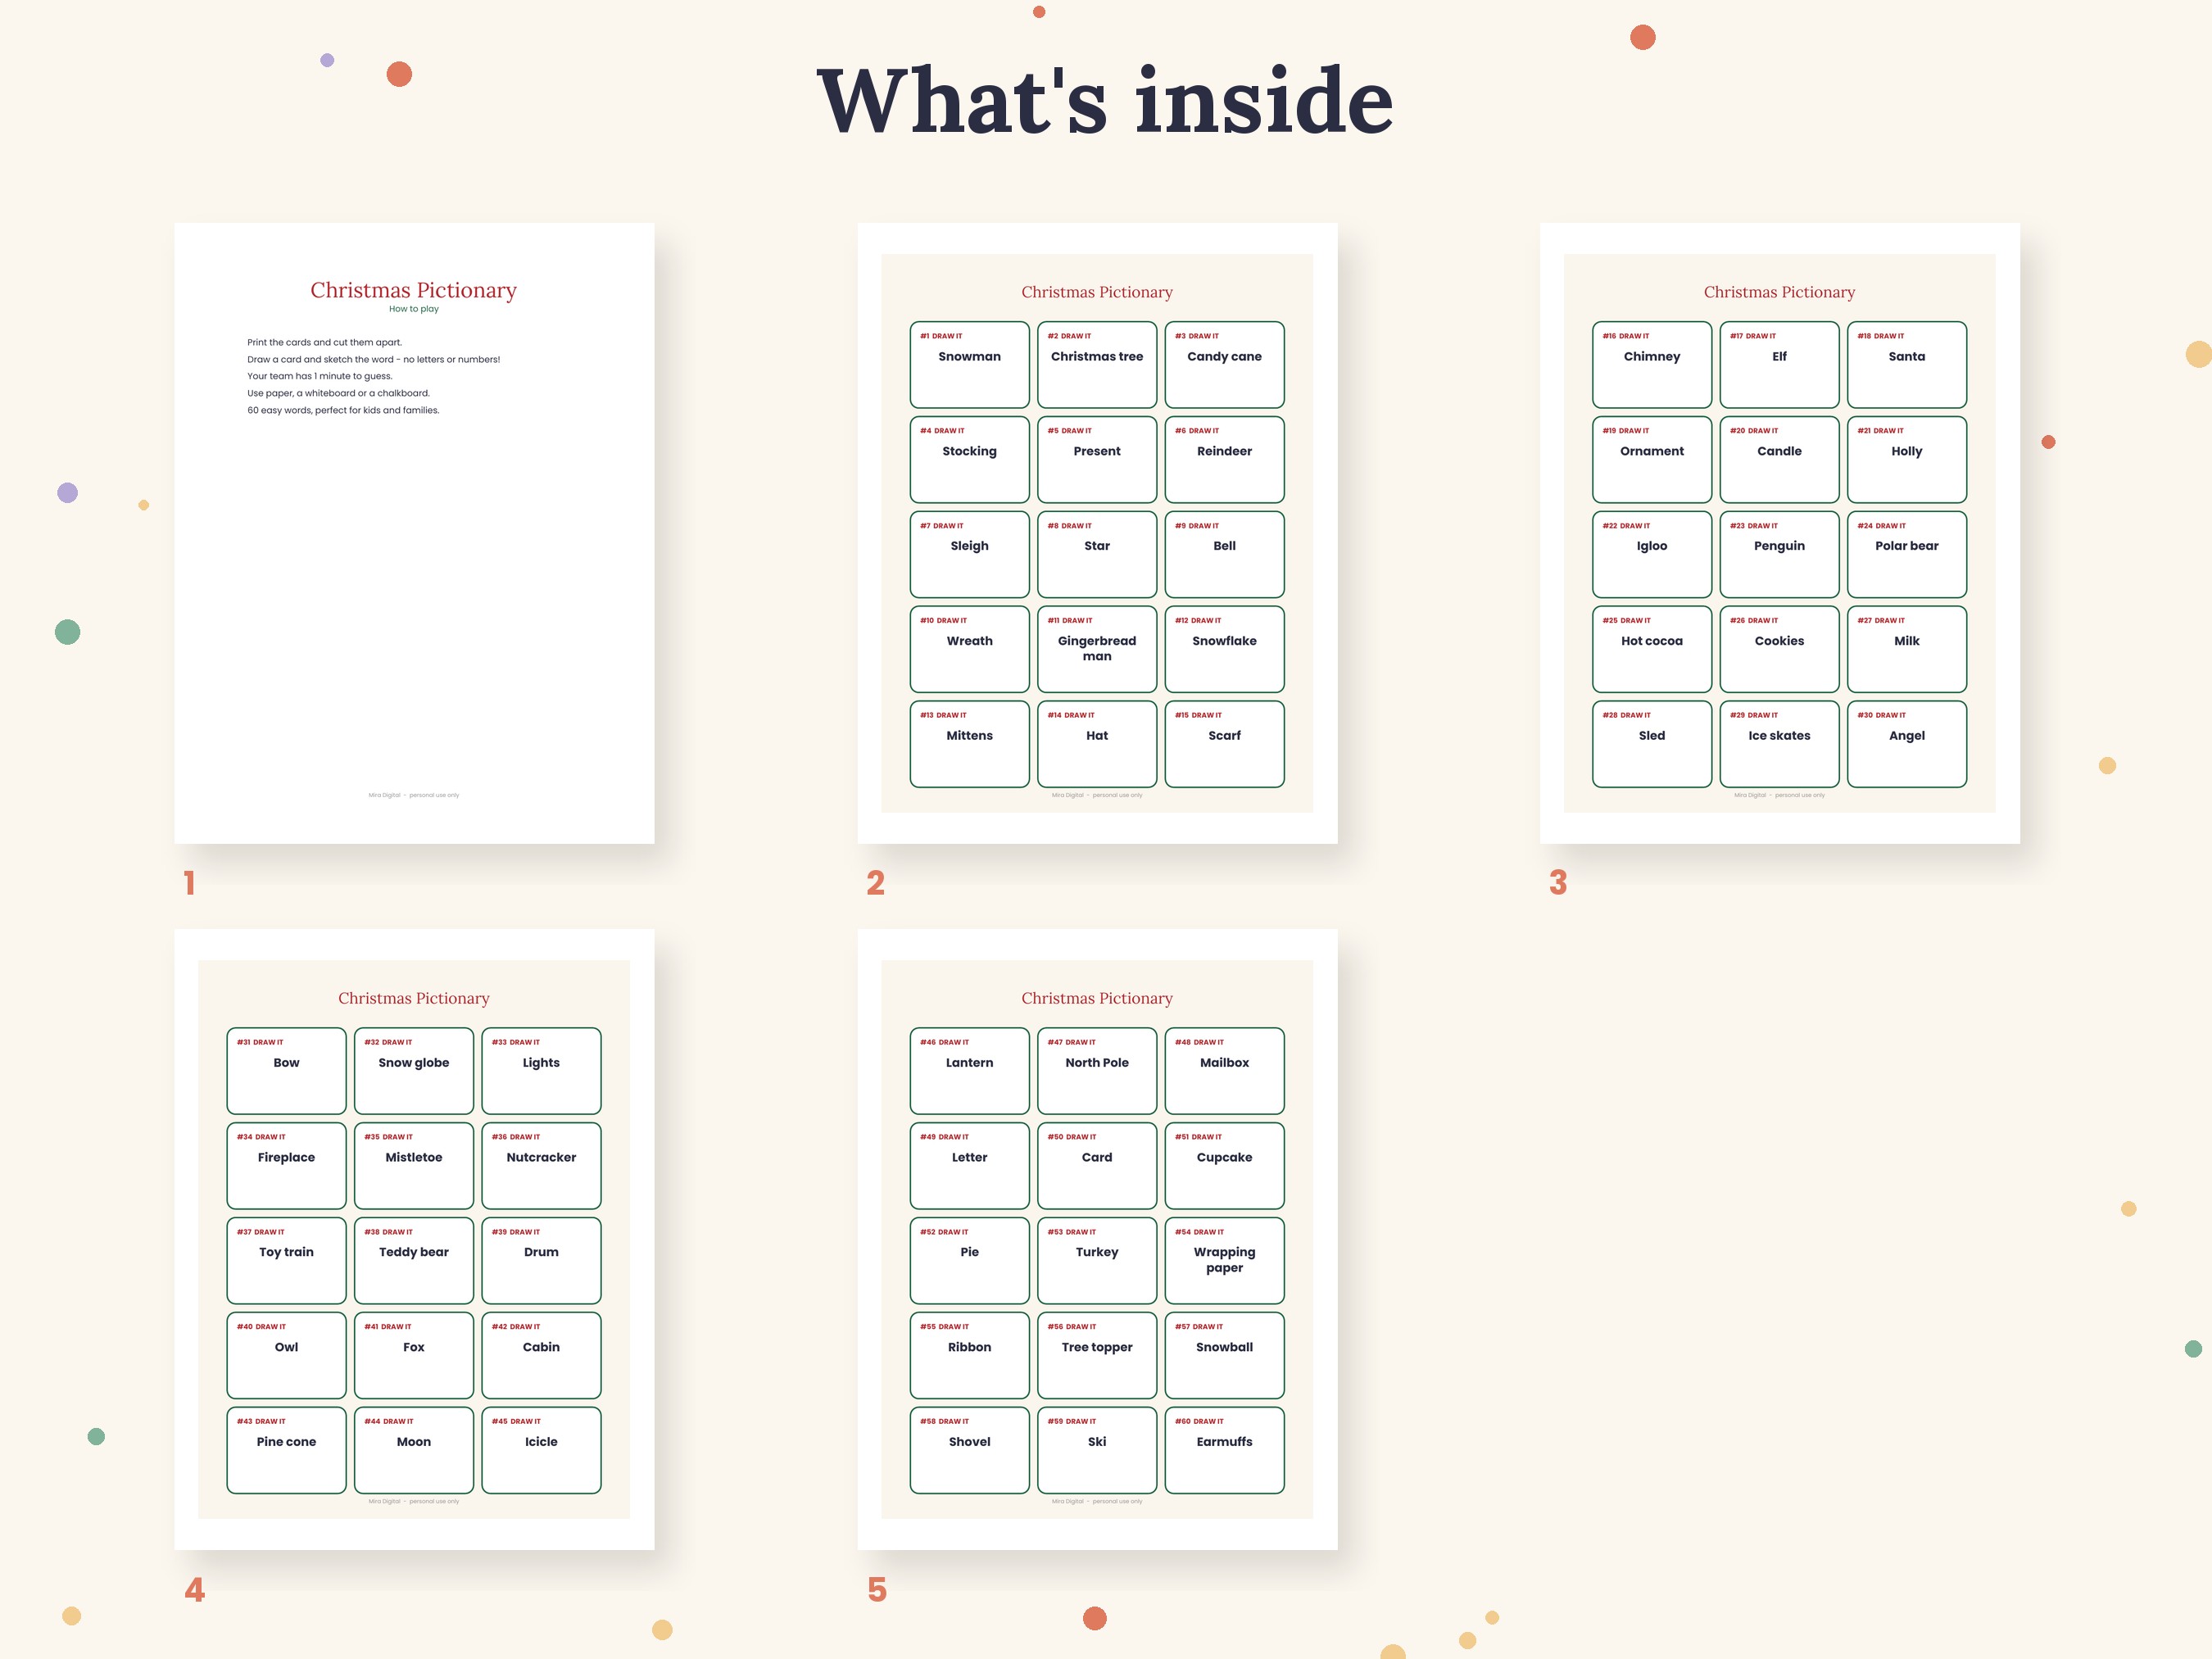 What's inside
Christmas Pictionary
How to play
Print the cards and cut them apart.
Draw a card and sketch the word - no letters or numbers!
Your team has 1 minute to guess.
Use paper, a whiteboard or a chalkboard.
60 easy words, perfect for kids and families.
Mira Digital - personal use only
1
Christmas Pictionary
#1 DRAW IT
Snowman
#2 DRAW IT
Christmas tree
#3 DRAW IT
Candy cane
#4 DRAW IT
Stocking
#5 DRAW IT
Present
#6 DRAW IT
Reindeer
#7 DRAW IT
Sleigh
#8 DRAW IT
Star
#9 DRAW IT
Bell
#10 DRAW IT
Wreath
#11 DRAW IT
Gingerbread
man
#12 DRAW IT
Snowflake
#13 DRAW IT
Mittens
#14 DRAW IT
Hat
#15 DRAW IT
Scarf
Mira Digital - personal use only
2
Christmas Pictionary
#16 DRAW IT
Chimney
#17 DRAW IT
Elf
#18 DRAW IT
Santa
#19 DRAW IT
Ornament
#20 DRAW IT
Candle
#21 DRAW IT
Holly
#22 DRAW IT
Igloo
#23 DRAW IT
Penguin
#24 DRAW IT
Polar bear
#25 DRAW IT
Hot cocoa
#26 DRAW IT
Cookies
#27 DRAW IT
Milk
#28 DRAW IT
Sled
#29 DRAW IT
Ice skates
#30 DRAW IT
Angel
Mira Digital - personal use only
3
Christmas Pictionary
#31 DRAW IT
Bow
#32 DRAW IT
Snow globe
#33 DRAW IT
Lights
#34 DRAW IT
Fireplace
#35 DRAW IT
Mistletoe
#36 DRAW IT
Nutcracker
#37 DRAW IT
Toy train
#38 DRAW IT
Teddy bear
#39 DRAW IT
Drum
#40 DRAW IT
Owl
#41 DRAW IT
Fox
#42 DRAW IT
Cabin
#43 DRAW IT
Pine cone
#44 DRAW IT
Moon
#45 DRAW IT
Icicle
Mira Digital - personal use only
4
Christmas Pictionary
#46 DRAW IT
Lantern
#47 DRAW IT
North Pole
#48 DRAW IT
Mailbox
#49 DRAW IT
Letter
#50 DRAW IT
Card
#51 DRAW IT
Cupcake
#52 DRAW IT
Pie
#53 DRAW IT
Turkey
#54 DRAW IT
Wrapping
paper
#55 DRAW IT
Ribbon
#56 DRAW IT
Tree topper
#57 DRAW IT
Snowball
#58 DRAW IT
Shovel
#59 DRAW IT
Ski
#60 DRAW IT
Earmuffs
Mira Digital - personal use only
5